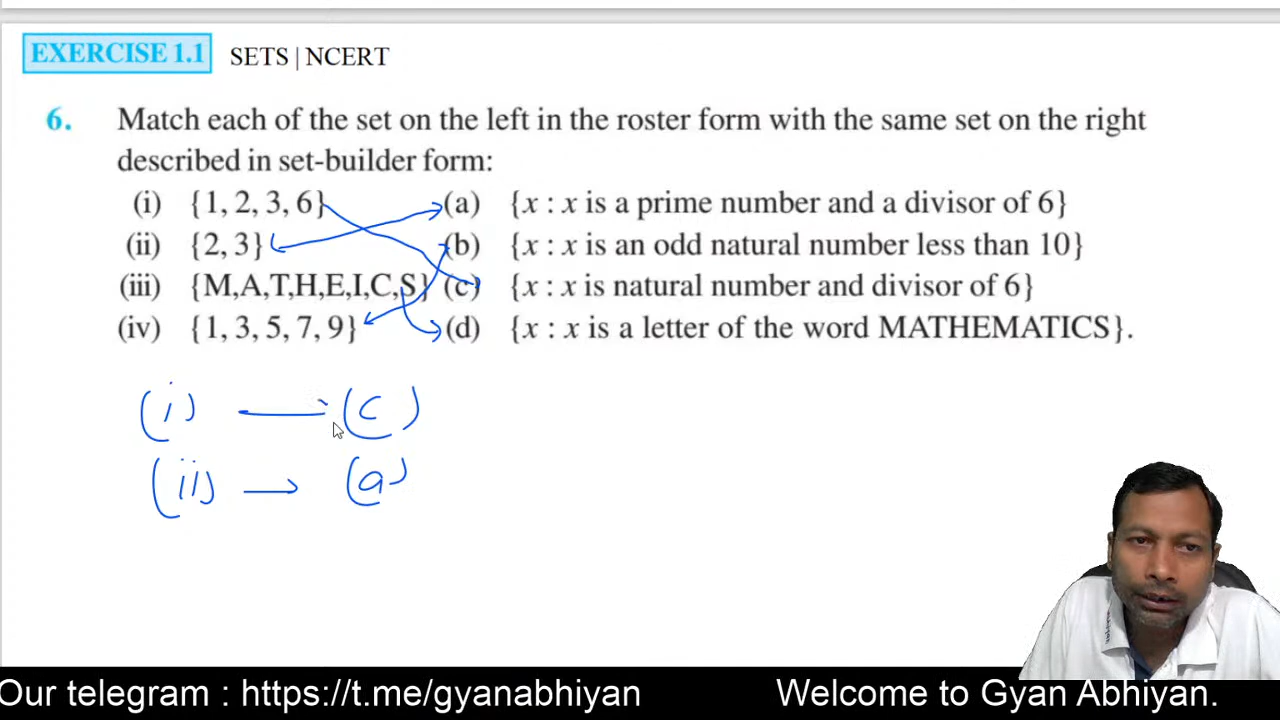 EXERCISE 1.1 SETS | NCERT
6. Match each of the set on the left in the roster form with the same set on the right
described in set-builder form:
(i) {1, 2, 3, 6} (a) {x : x is a prime number and a divisor of 6}
(ii) {2, 3} (b) {x : x is an odd natural number less than 10}
(iii) {M,A,T,H,E,I,C,S} (c) {x : x is natural number and divisor of 6}
(iv) {1, 3, 5, 7, 9} (d) {x : x is a letter of the word MATHEMATICS}.
(i) → (c)
(ii) → (a)
Our telegram : https://t.me/gyanabhiyan Welcome to Gyan Abhiyan.